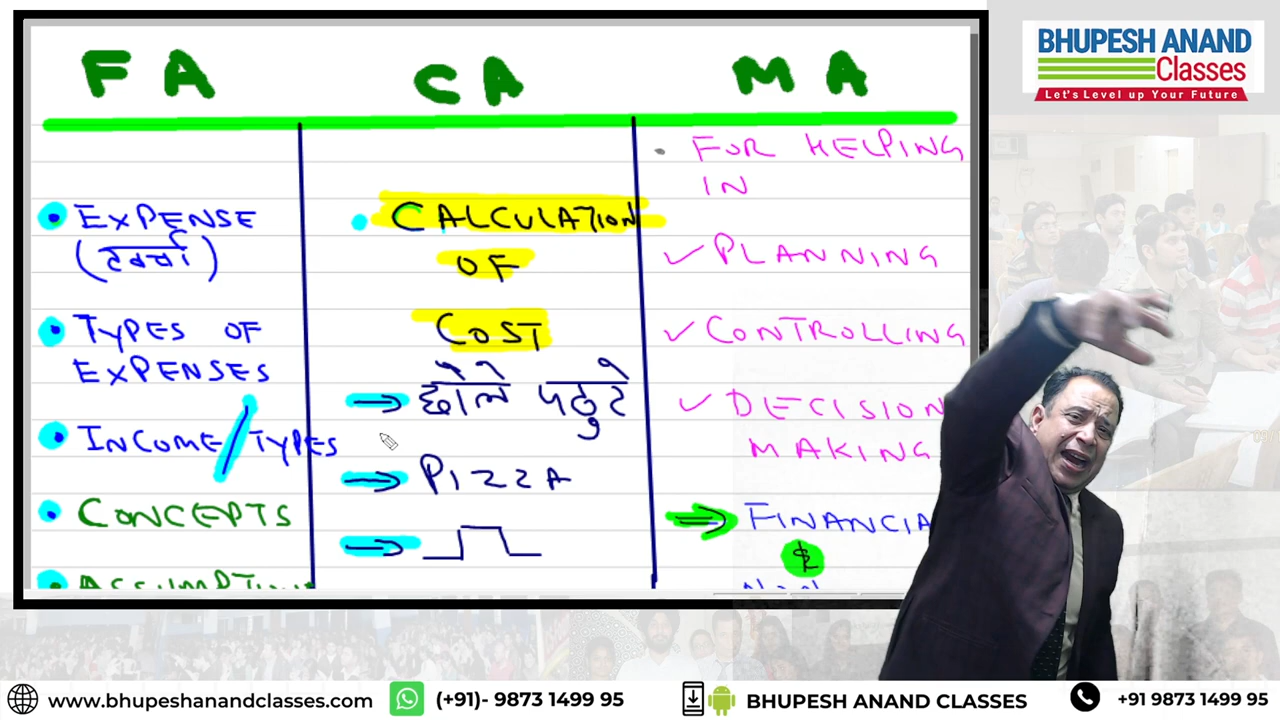 F A
C A
M A
BHUPESH ANAND
Classes
Let's Level up Your Future
• EXPENSE
(खर्चा)
• TYPES OF
EXPENSES
• INCOME / TYPES
• CONCEPTS
• CALCULATION
OF
COST
⇒ छोले
⇒ PIZZA
• FOR HELPING
IN
✓ PLANNING
✓ CONTROLLING
✓ DECISION
MAKING
⇒ FINANCIA
www.bhupeshanandclasses.com
(+91)- 9873 1499 95
BHUPESH ANAND CLASSES
+91 9873 1499 95